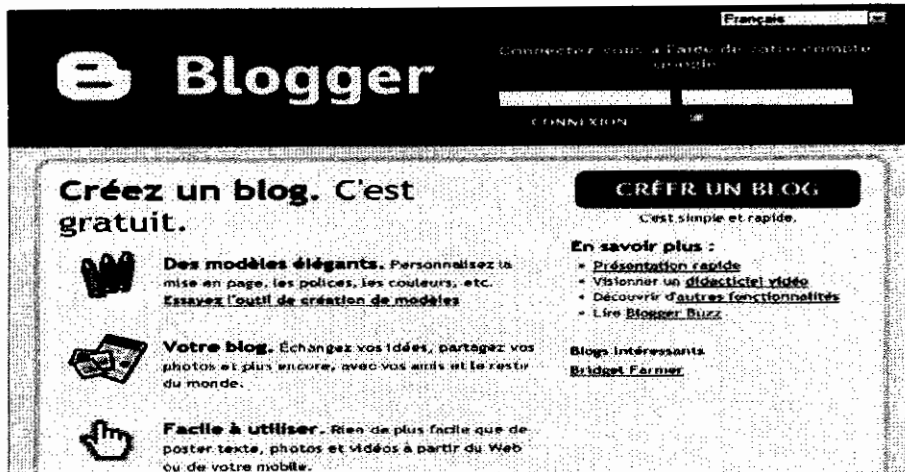 Français
Blogger
Connectez-vous à l'aide de votre compte
Google
CONNEXION
Créez un blog. C'est
gratuit.
Des modèles élégants. Personnalisez la
mise en page, les polices, les couleurs, etc.
Essayez l'outil de création de modèles
Votre blog. Échangez vos idées, partagez vos
photos et plus encore, avec vos amis et le reste
du monde.
Facile à utiliser. Rien de plus facile que de
poster texte, photos et vidéos à partir du Web
ou de votre mobile.
CRÉER UN BLOG
C'est simple et rapide.
En savoir plus :
Présentation rapide
Visionner un didacticiel vidéo
Découvrir d'autres fonctionnalités
Lire Blogger Buzz
Blogs intéressants
Bridget Farmer